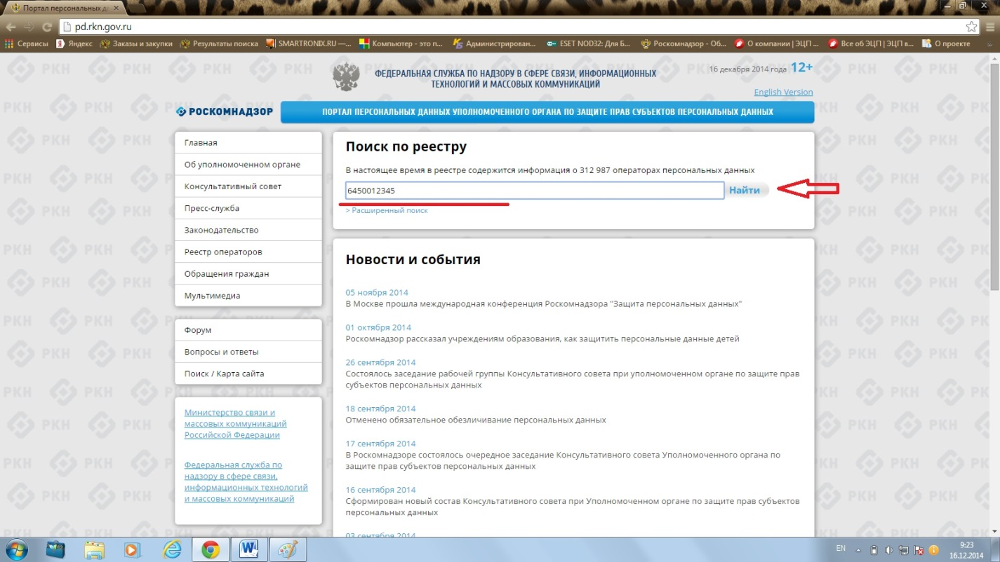 Портал персональных да
pd.rkn.gov.ru
Сервисы Яндекс Заказы и закупки Результаты поиска SMARTRONIX.RU —... Компьютер - это п... Администрирован... ESET NOD32: Для Б... Роскомнадзор - Об... О компании | ЭЦП ... Все об ЭЦП | ЭЦП в... О проекте
ФЕДЕРАЛЬНАЯ СЛУЖБА ПО НАДЗОРУ В СФЕРЕ СВЯЗИ, ИНФОРМАЦИОННЫХ
ТЕХНОЛОГИЙ И МАССОВЫХ КОММУНИКАЦИЙ
16 декабря 2014 года 12+
English Version
РОСКОМНАДЗОР
ПОРТАЛ ПЕРСОНАЛЬНЫХ ДАННЫХ УПОЛНОМОЧЕННОГО ОРГАНА ПО ЗАЩИТЕ ПРАВ СУБЪЕКТОВ ПЕРСОНАЛЬНЫХ ДАННЫХ
Главная
Об уполномоченном органе
Консультативный совет
Пресс-служба
Законодательство
Реестр операторов
Обращения граждан
Мультимедиа
Форум
Вопросы и ответы
Поиск / Карта сайта
Министерство связи и
массовых коммуникаций
Российской Федерации
Федеральная служба по
надзору в сфере связи,
информационных технологий
и массовых коммуникаций
Поиск по реестру
В настоящее время в реестре содержится информация о 312 987 операторах персональных данных
6450012345 Найти
> Расширенный поиск
Новости и события
05 ноября 2014
В Москве прошла международная конференция Роскомнадзора "Защита персональных данных"
01 октября 2014
Роскомнадзор рассказал учреждениям образования, как защитить персональные данные детей
26 сентября 2014
Состоялось заседание рабочей группы Консультативного совета при уполномоченном органе по защите прав
субъектов персональных данных
18 сентября 2014
Отменено обязательное обезличивание персональных данных
17 сентября 2014
В Роскомнадзоре состоялось очередное заседание Консультативного совета Уполномоченного органа по
защите прав субъектов персональных данных
16 сентября 2014
Сформирован новый состав Консультативного совета при Уполномоченном органе по защите прав субъектов
персональных данных
03 сентября 2014
EN
9:23
16.12.2014